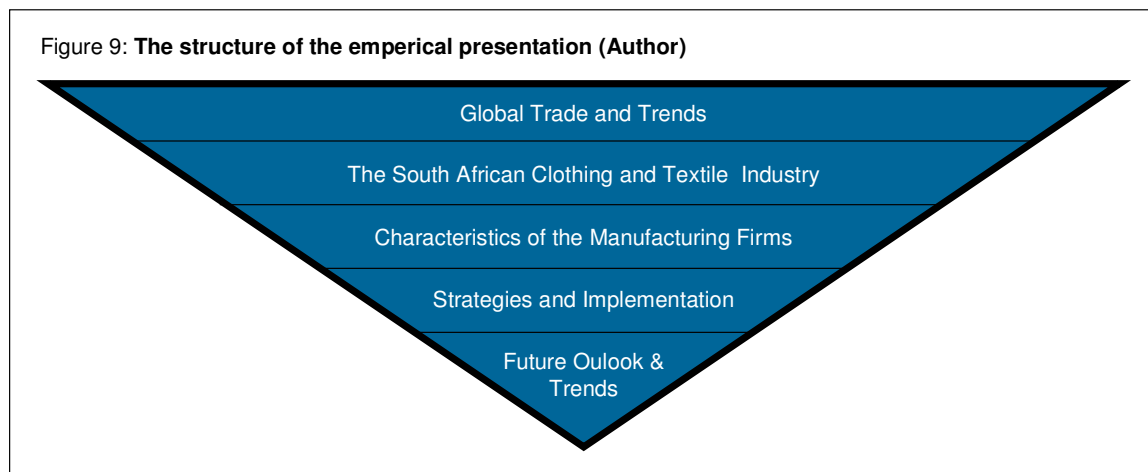 Figure 9: The structure of the emperical presentation (Author)
Global Trade and Trends
The South African Clothing and Textile Industry
Characteristics of the Manufacturing Firms
Strategies and Implementation
Future Oulook &
Trends